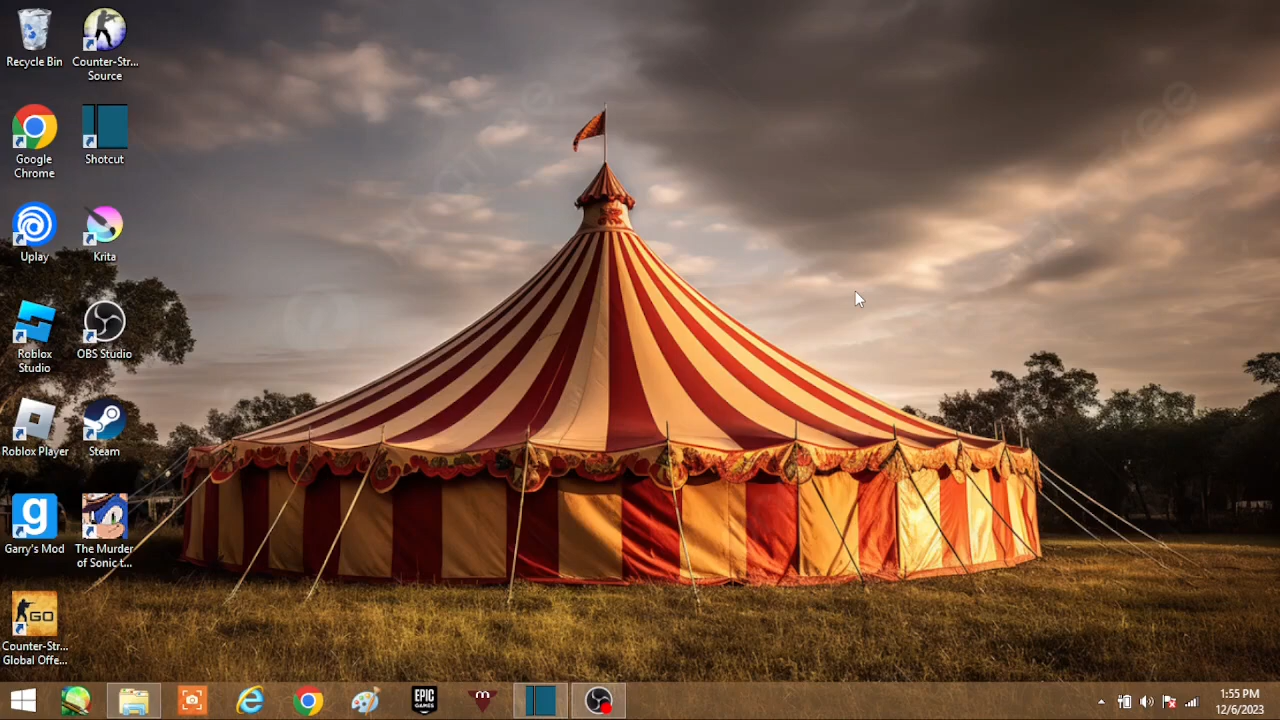 Recycle Bin
Counter-Str...
Source
Google
Chrome
Shotcut
Uplay
Krita
Roblox
Studio
OBS Studio
Roblox Player
Steam
g
Garry's Mod
The Murder
of Sonic t...
GO
Counter-Str...
Global Offe...
EPIC
GAMES
m
1:55 PM
12/6/2023